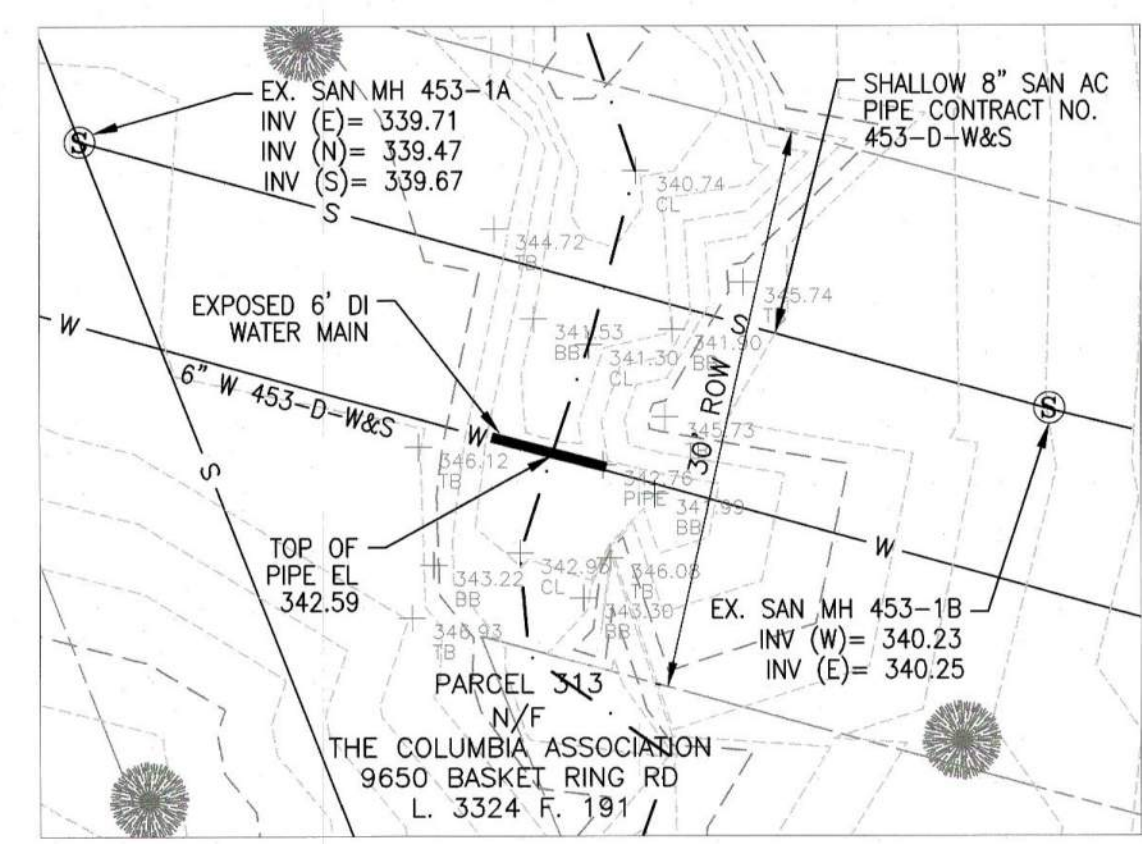 EX. SAN MH 453-1A
INV (E)= 339.71
INV (N)= 339.47
INV (S)= 339.67
SHALLOW 8" SAN AC
PIPE CONTRACT NO.
453-D-W&S
S
S
S
S
S
340.74
CL
344.72
TB
345.74
EXPOSED 6' DI
WATER MAIN
W
341.53
BB
341.30
CL
341.90
BB
6" W 453-D-W&S
W
345.73
30' ROW
346.12
TB
342.76
PIPE
BB
W
TOP OF
PIPE EL
342.59
343.22
BB
CL
346.08
TB
343.30
BB
346.93
TB
EX. SAN MH 453-1B
INV (W)= 340.23
INV (E)= 340.25
PARCEL 313
N/F
THE COLUMBIA ASSOCIATION
9650 BASKET RING RD
L. 3324 F. 191